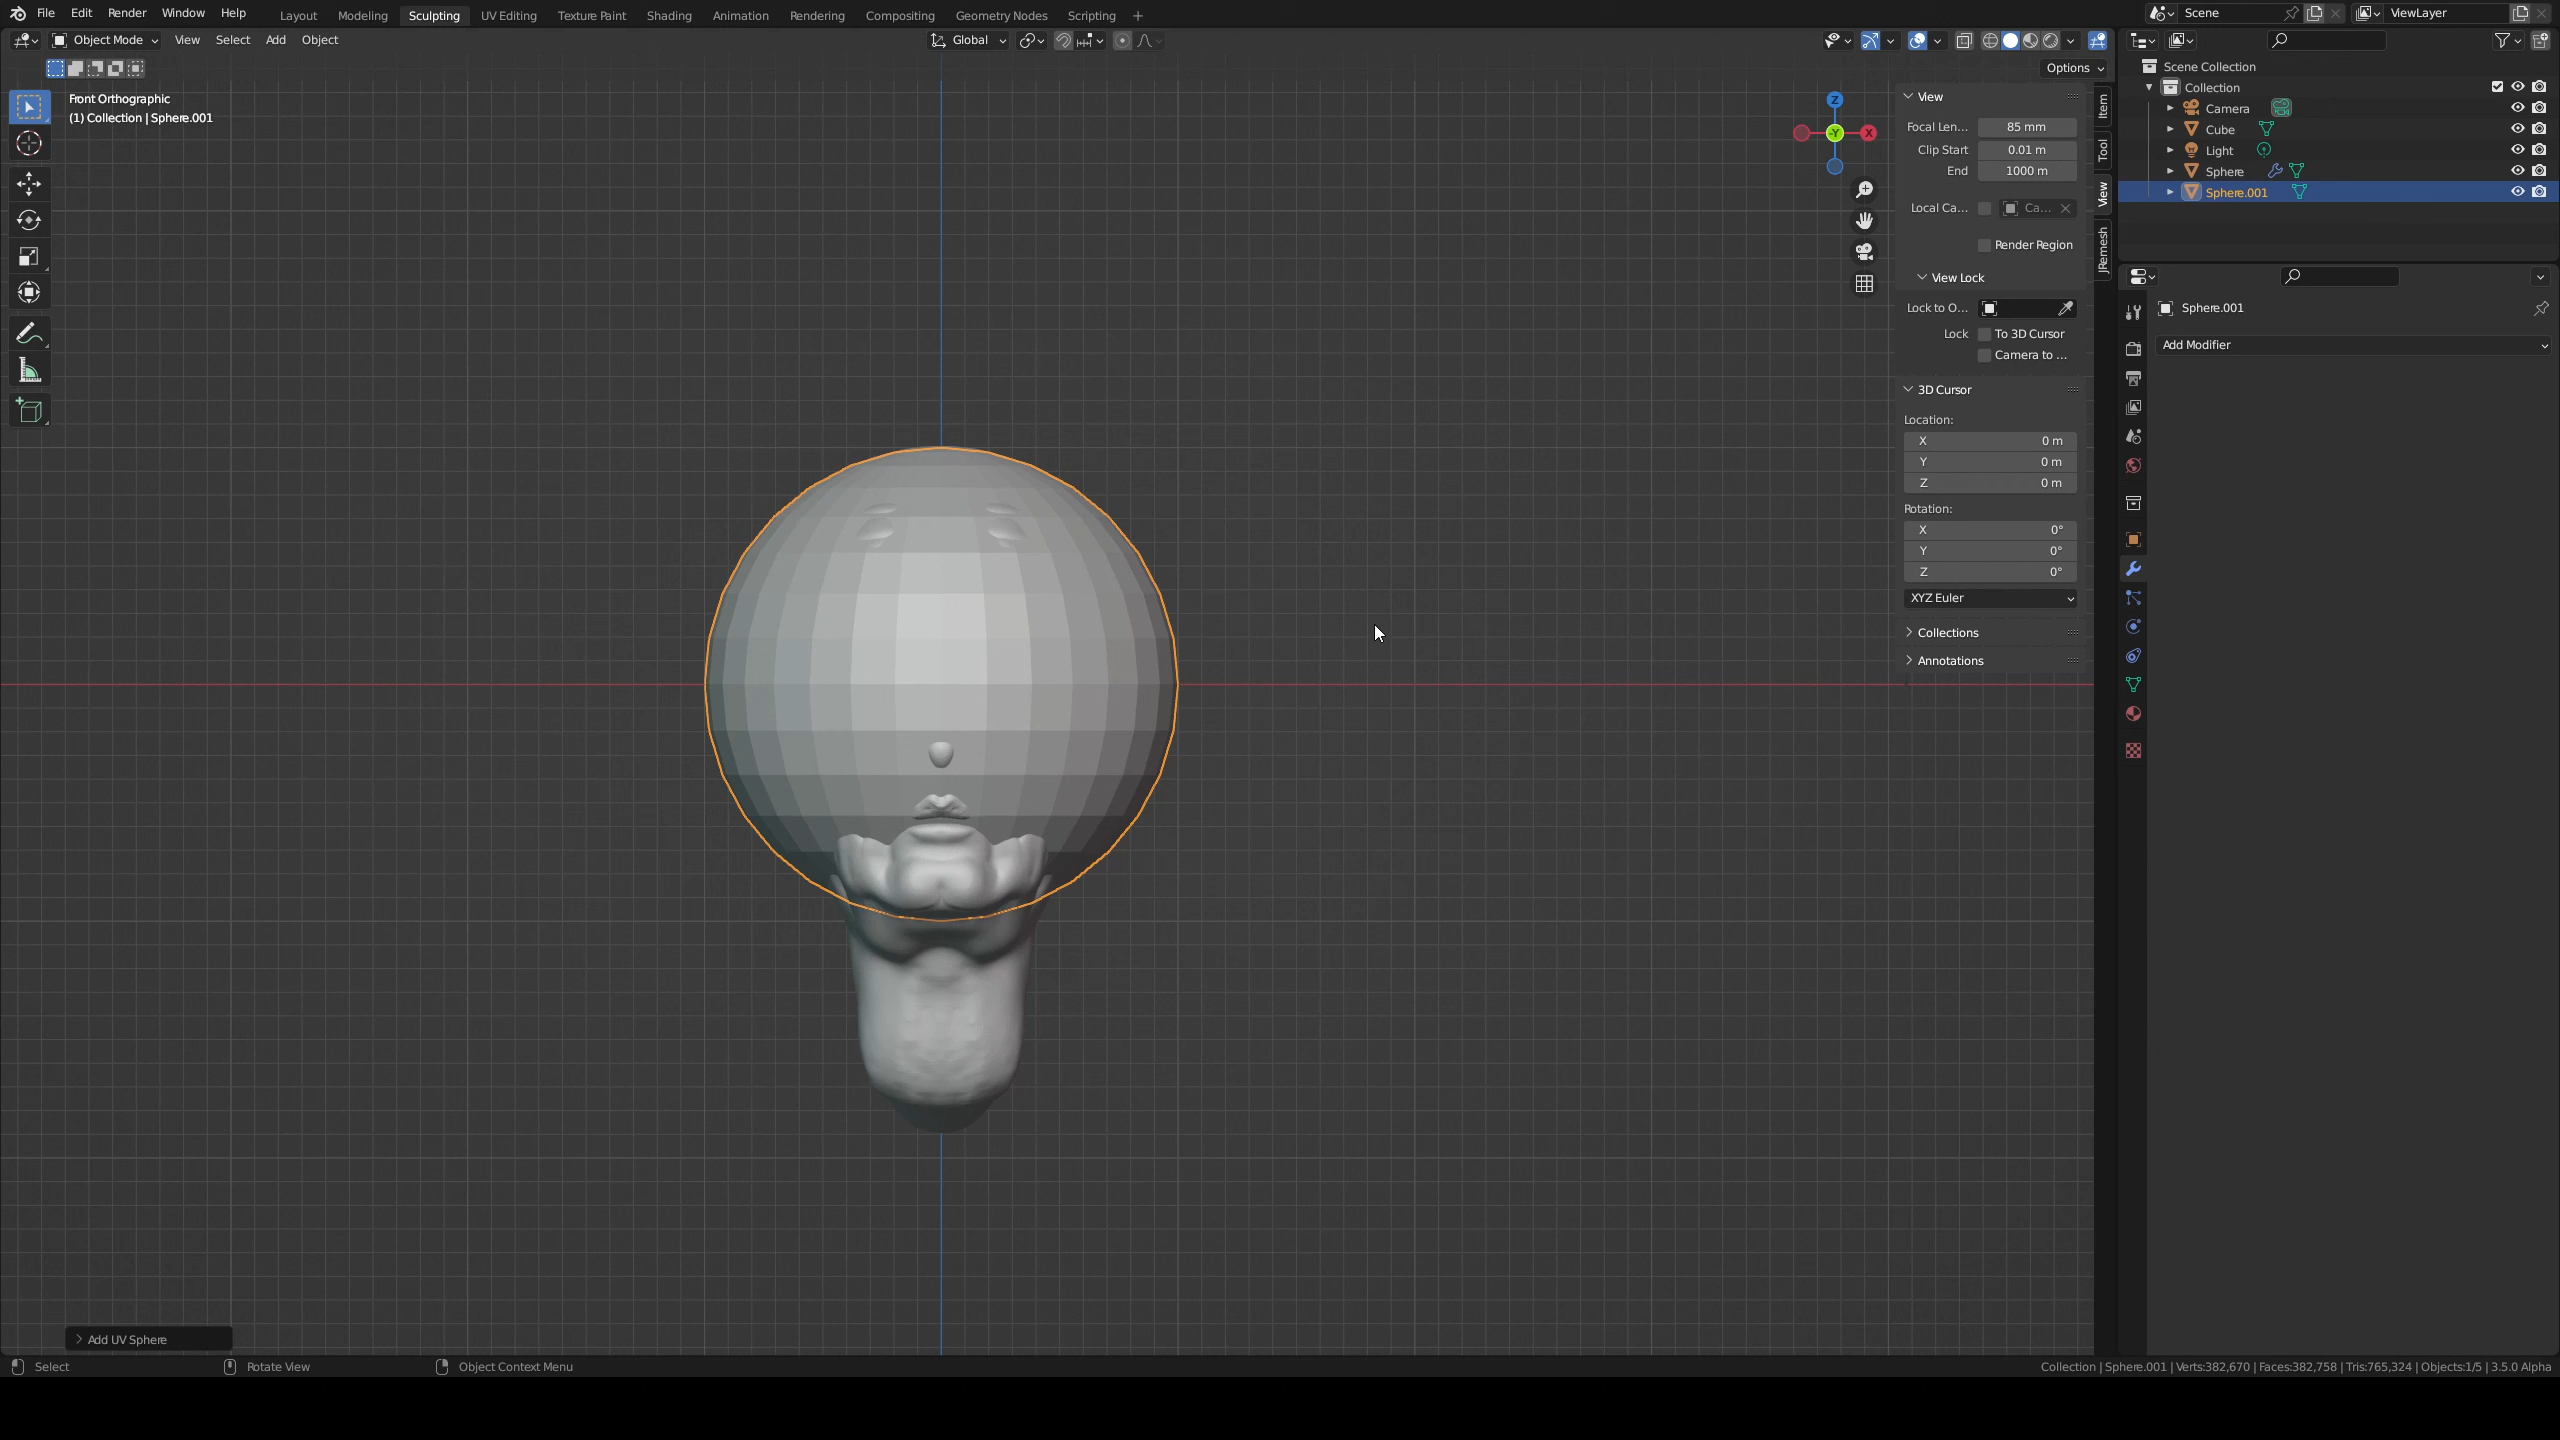 File Edit Render Window Help Layout Modeling Sculpting UV Editing Texture Paint Shading Animation Rendering Compositing Geometry Nodes Scripting + Scene ViewLayer
Object Mode View Select Add Object Global
Options
Front Orthographic
(1) Collection | Sphere.001
Z
Y
X
View
Focal Len... 85 mm
Clip Start 0.01 m
End 1000 m
Local Ca... Ca...
Render Region
View Lock
Lock to O...
Lock To 3D Cursor
Camera to ...
3D Cursor
Location:
X 0 m
Y 0 m
Z 0 m
Rotation:
X 0°
Y 0°
Z 0°
XYZ Euler
Collections
Annotations
Item
Tool
View
JRemesh
Scene Collection
Collection
Camera
Cube
Light
Sphere
Sphere.001
Sphere.001
Add Modifier
Add UV Sphere
Select Rotate View Object Context Menu Collection | Sphere.001 | Verts:382,670 | Faces:382,758 | Tris:765,324 | Objects:1/5 | 3.5.0 Alpha